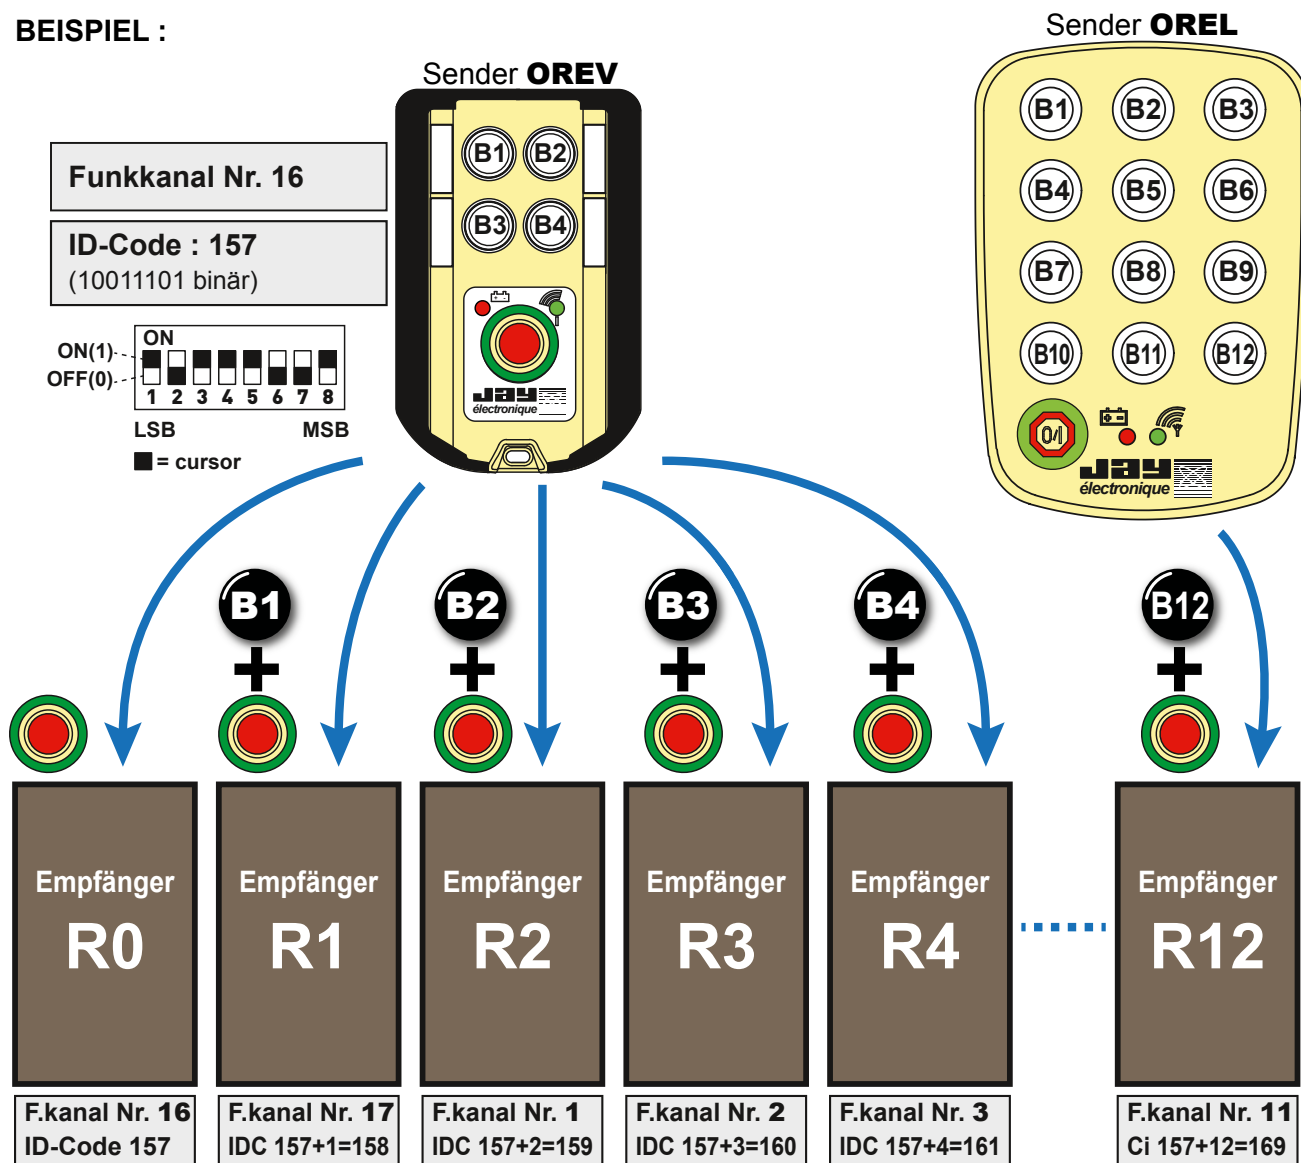 BEISPIEL :
Sender OREV
Sender OREL
Funkkanal Nr. 16
ID-Code : 157
(10011101 binär)
ON
ON(1)
OFF(0)
1 2 3 4 5 6 7 8
LSB MSB
= cursor
B1 B2
B3 B4
Jay
électronique
B1 B2 B3
B4 B5 B6
B7 B8 B9
B10 B11 B12
0/I
Jay
électronique
B1 B2 B3 B4 B12
+ + + + +
Empfänger
R0
Empfänger
R1
Empfänger
R2
Empfänger
R3
Empfänger
R4
Empfänger
R12
F.kanal Nr. 16
ID-Code 157
F.kanal Nr. 17
IDC 157+1=158
F.kanal Nr. 1
IDC 157+2=159
F.kanal Nr. 2
IDC 157+3=160
F.kanal Nr. 3
IDC 157+4=161
F.kanal Nr. 11
Ci 157+12=169